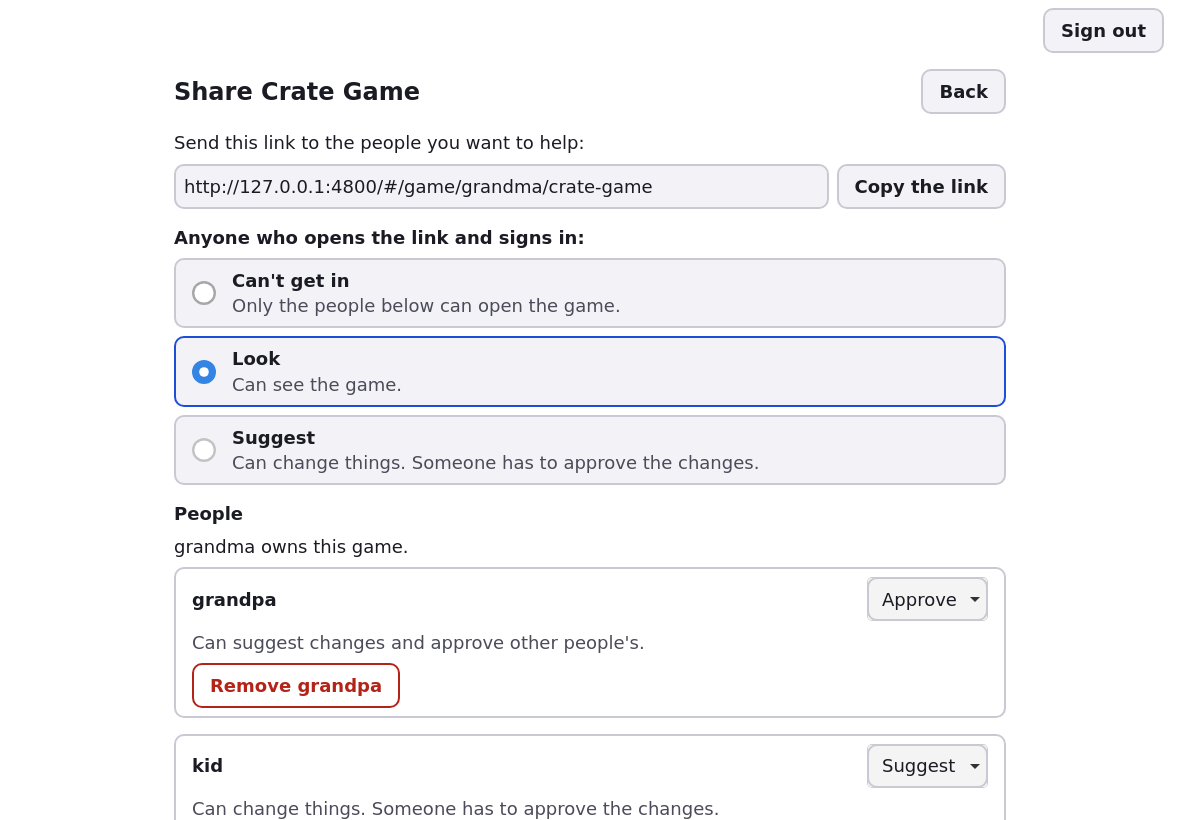 Sign out
Share Crate Game
Back
Send this link to the people you want to help:
http://127.0.0.1:4800/#/game/grandma/crate-game
Copy the link
Anyone who opens the link and signs in:
Can't get in
Only the people below can open the game.
Look
Can see the game.
Suggest
Can change things. Someone has to approve the changes.
People
grandma owns this game.
grandpa
Approve
Can suggest changes and approve other people's.
Remove grandpa
kid
Suggest
Can change things. Someone has to approve the changes.